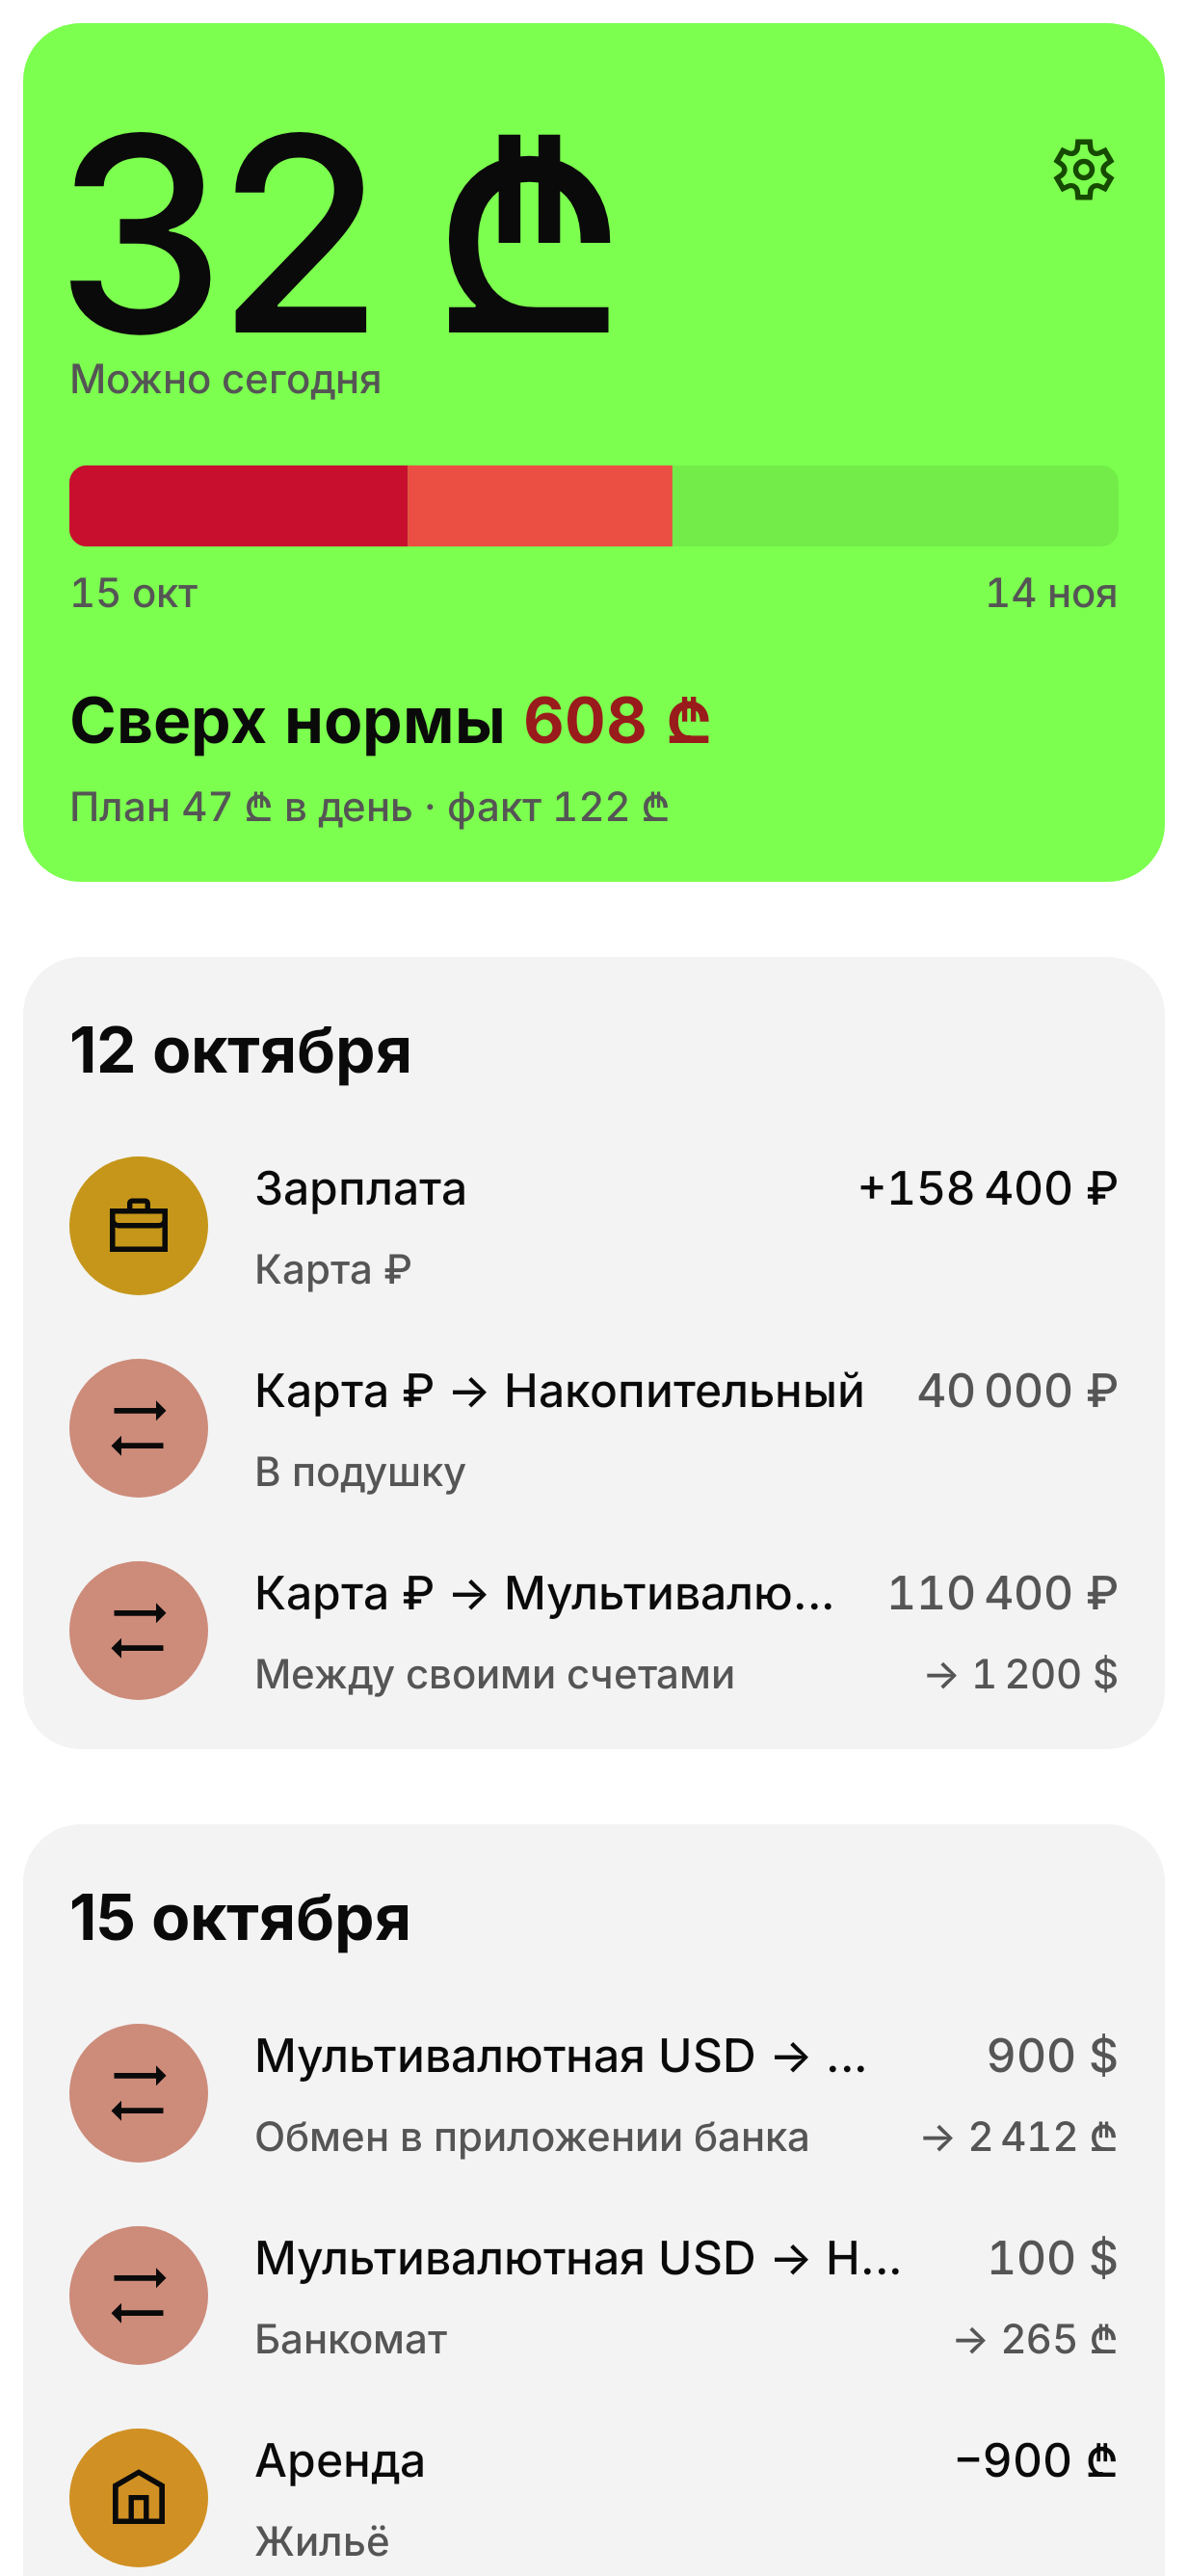 32 ₾
Можно сегодня
15 окт 14 ноя
Сверх нормы 608 ₾
План 47 ₾ в день · факт 122 ₾
12 октября
Зарплата +158 400 ₽
Карта ₽
Карта ₽ → Накопительный 40 000 ₽
В подушку
Карта ₽ → Мультивалю... 110 400 ₽
Между своими счетами → 1 200 $
15 октября
Мультивалютная USD → ... 900 $
Обмен в приложении банка → 2 412 ₾
Мультивалютная USD → Н... 100 $
Банкомат → 265 ₾
Аренда −900 ₾
Жильё